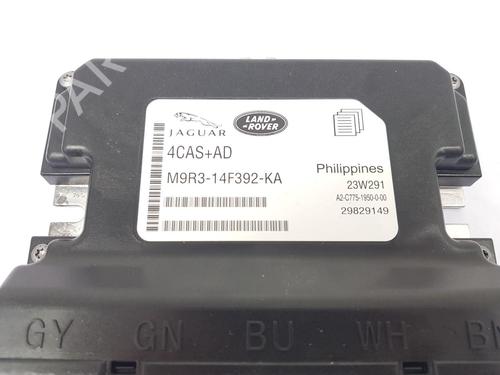 JAGUAR
LAND ROVER
4CAS+AD
M9R3-14F392-KA
Philippines
23W291
A2-C775-1950-0-00
29829149
GY GN BU WH BN